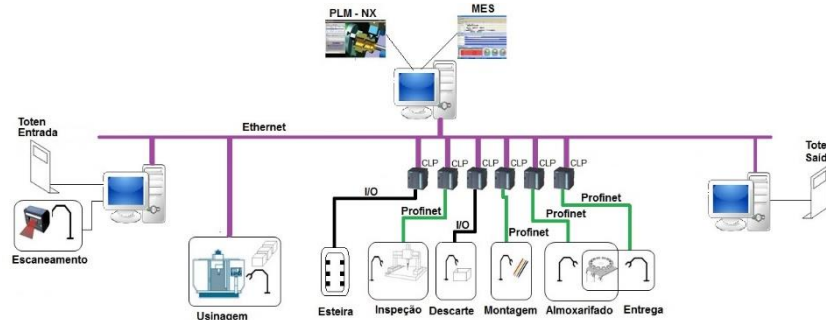 PLM - NX
MES
Toten
Entrada
Ethernet
CLP
CLP
CLP
CLP
CLP
CLP
Saíd
I/O
Profinet
I/O
Profinet
Profinet
Profinet
Escaneamento
Usinagem
Esteira
Inspeção
Descarte
Montagem
Almoxarifado
Entrega